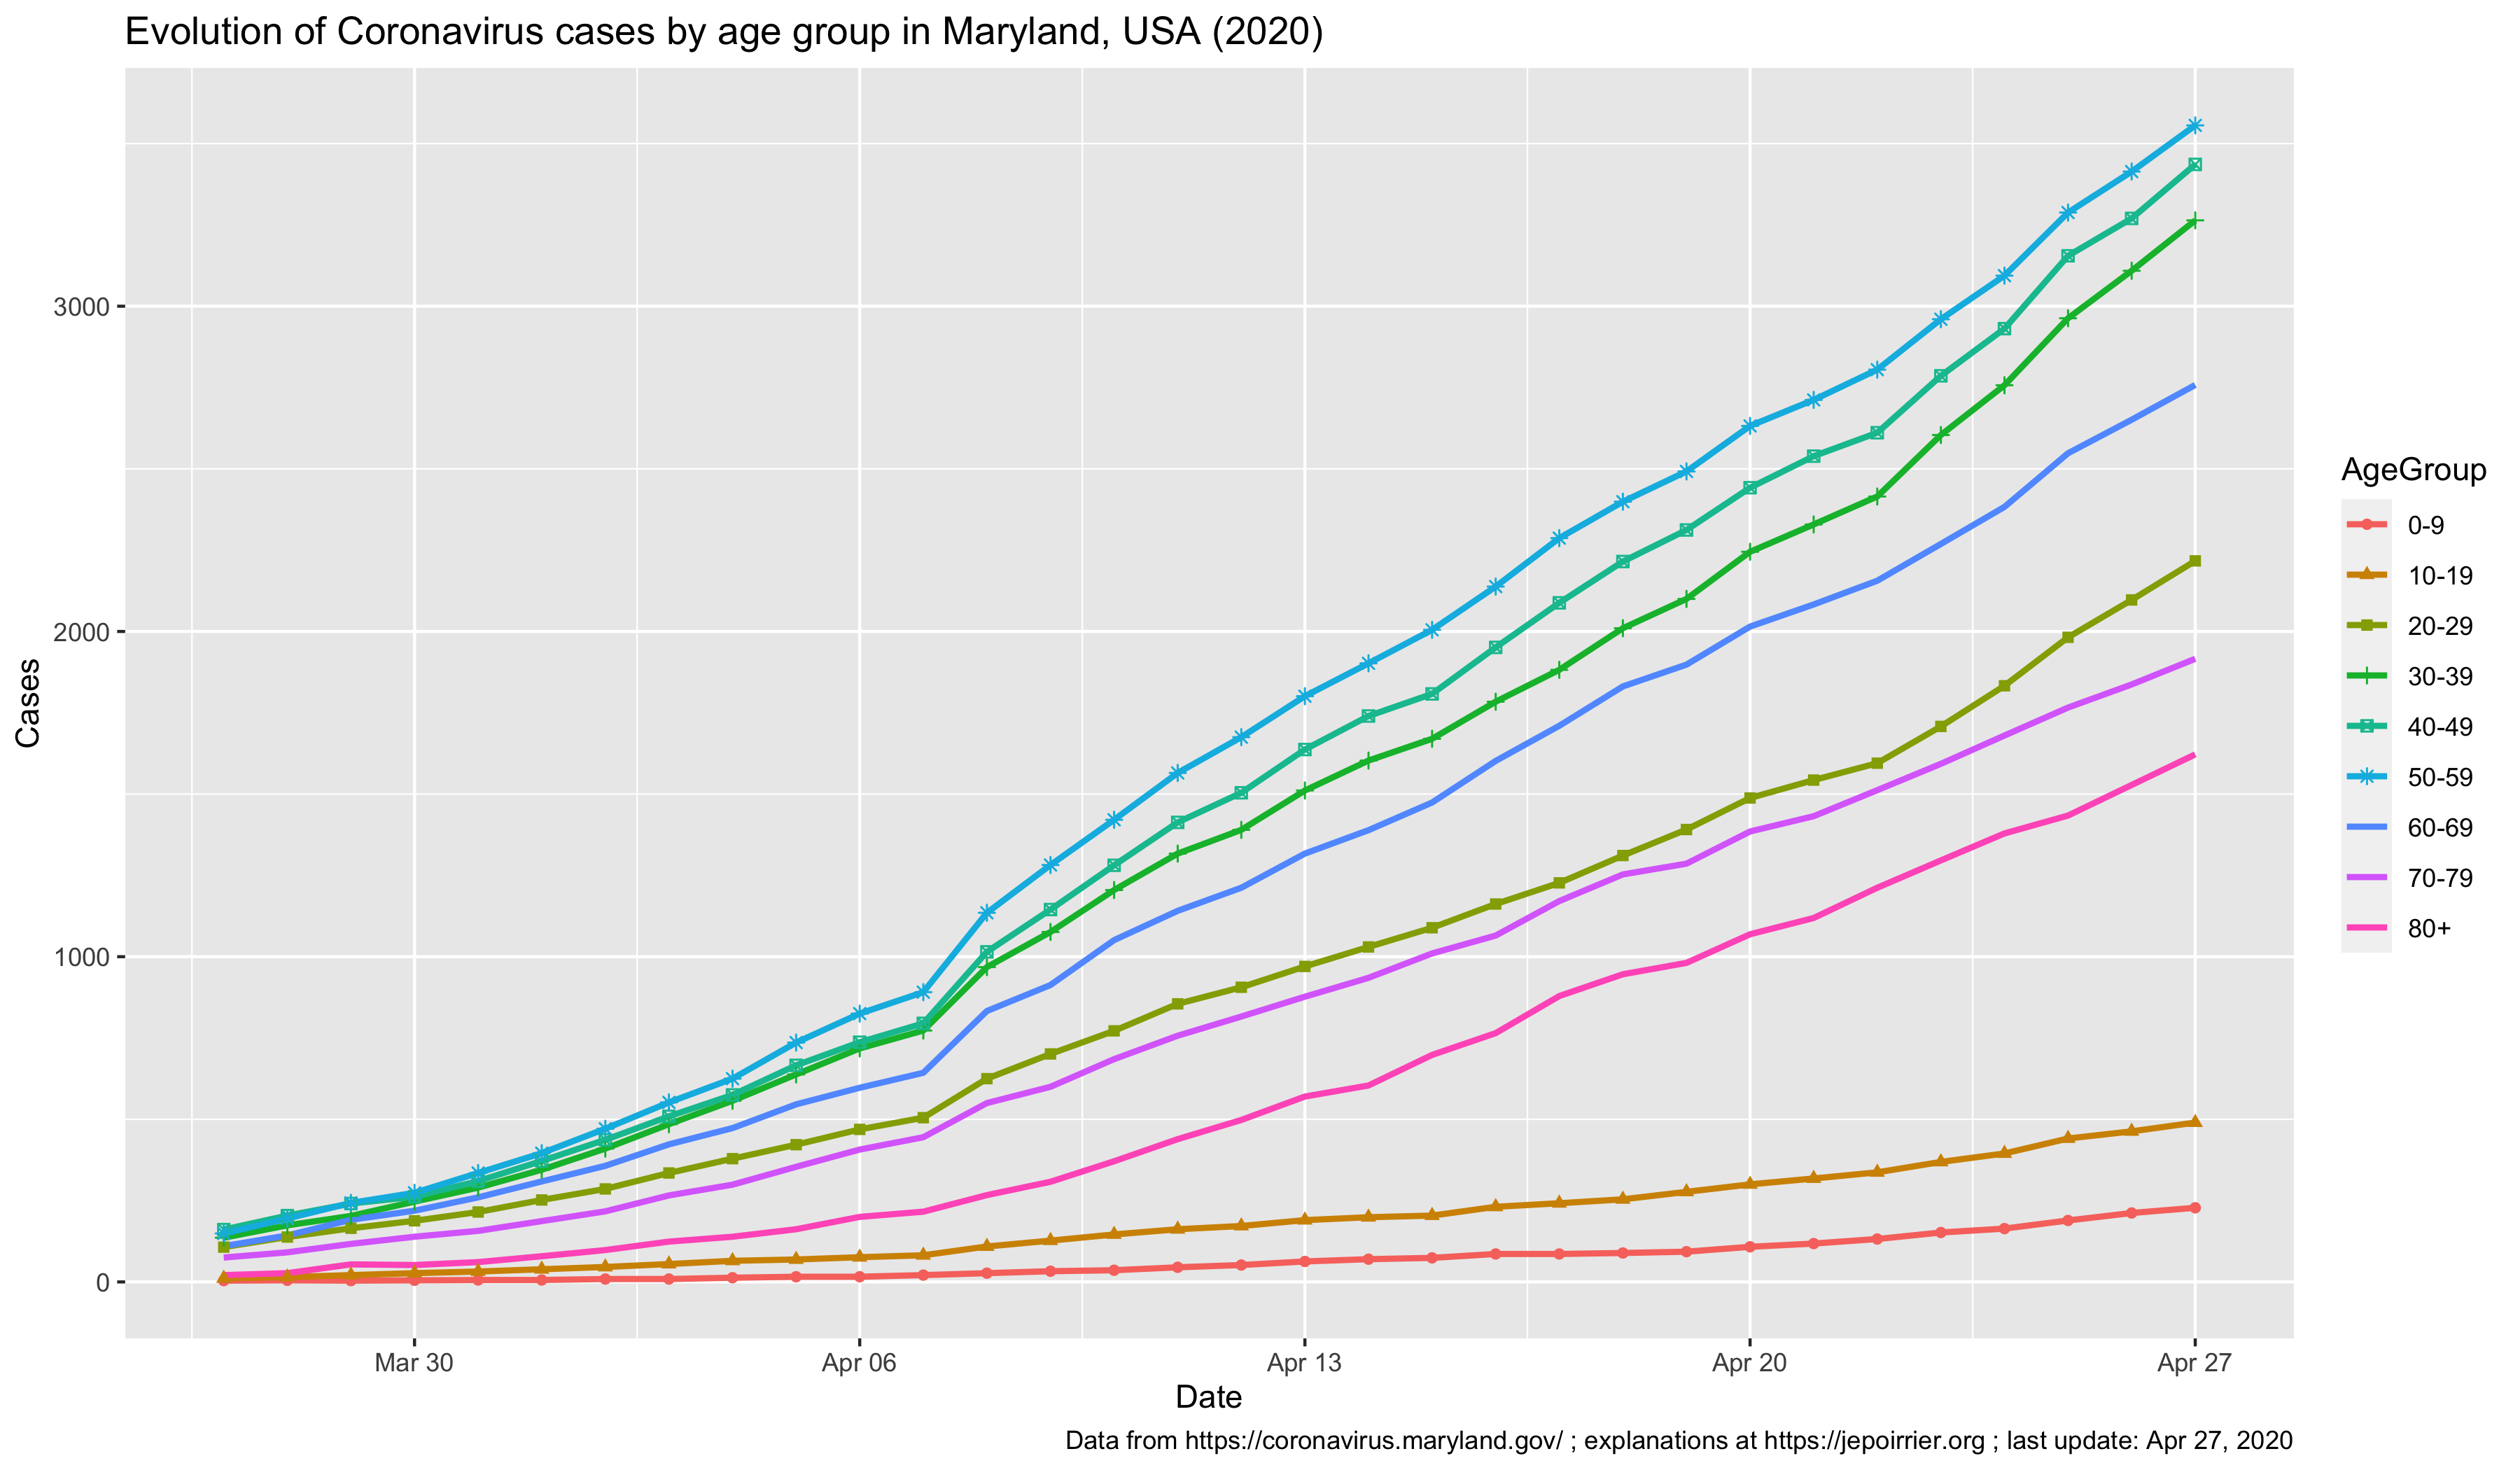 Evolution of Coronavirus cases by age group in Maryland, USA (2020)
Cases
3000
2000
1000
0
Mar 30
Apr 06
Apr 13
Apr 20
Apr 27
Date
AgeGroup
0-9
10-19
20-29
30-39
40-49
50-59
60-69
70-79
80+
Data from https://coronavirus.maryland.gov/ ; explanations at https://jepoirrier.org ; last update: Apr 27, 2020